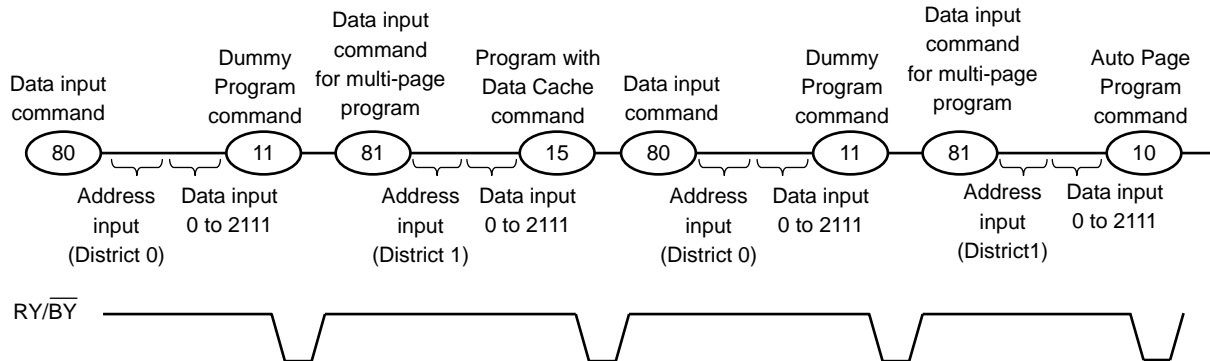 Data input
command
Dummy
Program
command
Data input
command
for multi-page
program
Program with
Data Cache
command
Data input
command
Dummy
Program
command
Data input
command
for multi-page
program
Auto Page
Program
command
80
11
81
15
80
11
81
10
Address
input
(District 0)
Data input
0 to 2111
Address
input
(District 1)
Data input
0 to 2111
Address
input
(District 0)
Data input
0 to 2111
Address
input
(District1)
Data input
0 to 2111
RY/B̅Y̅